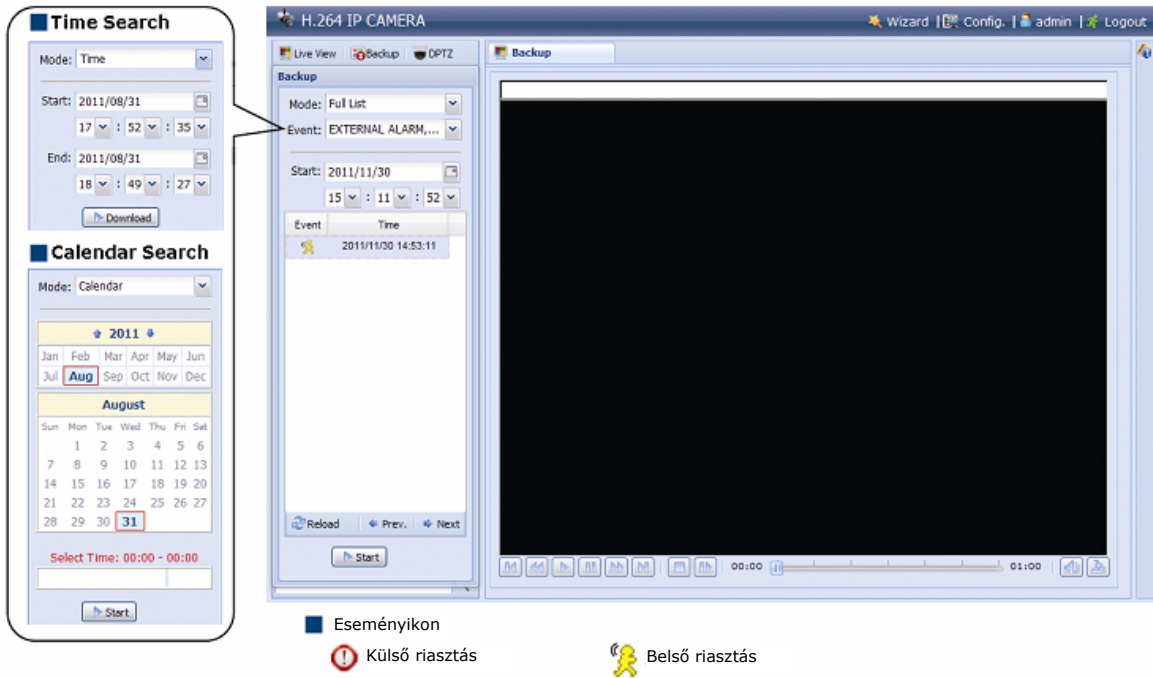 Time Search
Mode: Time
Start: 2011/08/31
17 : 52 : 35
End: 2011/08/31
18 : 49 : 27
Download
Calendar Search
Mode: Calendar
2011
Jan Feb Mar Apr May Jun
Jul Aug Sep Oct Nov Dec
August
Sun Mon Tue Wed Thu Fri Sat
1 2 3 4 5 6
7 8 9 10 11 12 13
14 15 16 17 18 19 20
21 22 23 24 25 26 27
28 29 30 31
Select Time: 00:00 - 00:00
Start
H.264 IP CAMERA
Wizard | Config. | admin | Logout
Live View Backup DPTZ
Backup
Mode: Full List
Event: EXTERNAL ALARM,...
Start: 2011/11/30
15 : 11 : 52
Event Time
2011/11/30 14:53:11
Reload Prev. Next
Start
Backup
00:00 01:00
Eseményikon
Külső riasztás
Belső riasztás